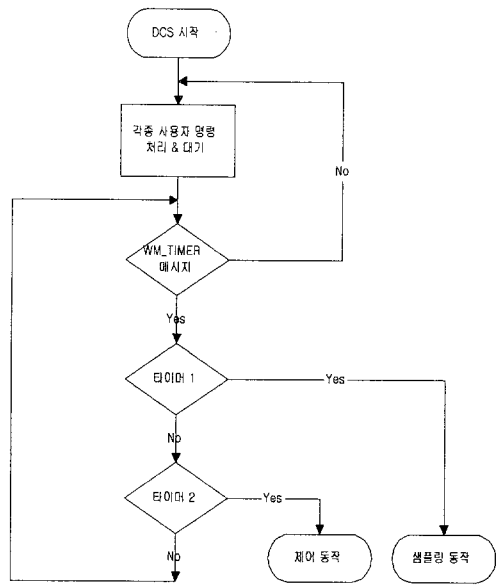 DCS 시작
각종 사용자 명령
처리 & 대기
No
WM_TIMER
메시지
Yes
타이머 1
Yes
No
타이머 2
Yes
No
제어 동작
샘플링 동작